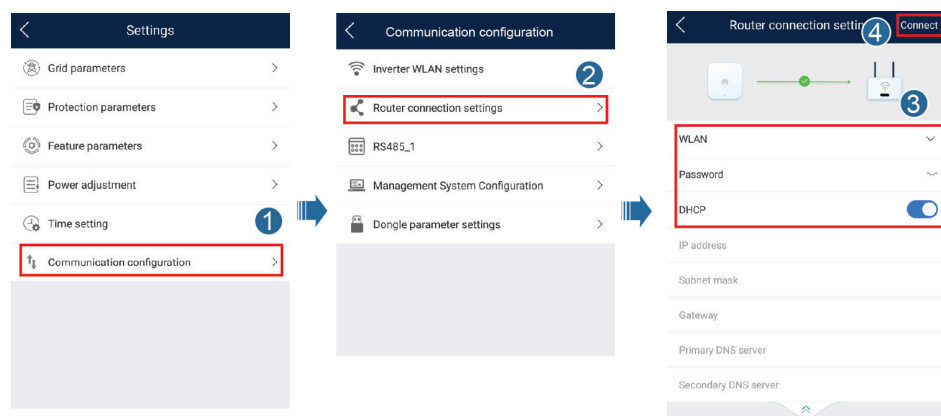 Settings
Grid parameters
Protection parameters
Feature parameters
Power adjustment
Time setting
1
Communication configuration
Communication configuration
Inverter WLAN settings
2
Router connection settings
RS485_1
Management System Configuration
Dongle parameter settings
Router connection settin
4
Connect
3
WLAN
Password
DHCP
IP address
Subnet mask
Gateway
Primary DNS server
Secondary DNS server